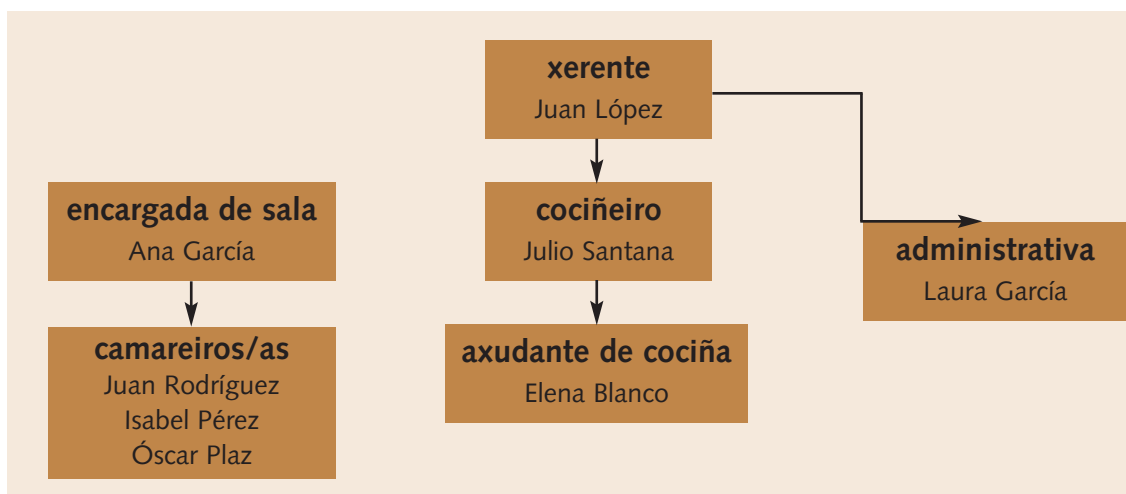 xerente
Juan López
encargada de sala
Ana García
cociñeiro
Julio Santana
administrativa
Laura García
camareiros/as
Juan Rodríguez
Isabel Pérez
Óscar Plaz
axudante de cociña
Elena Blanco